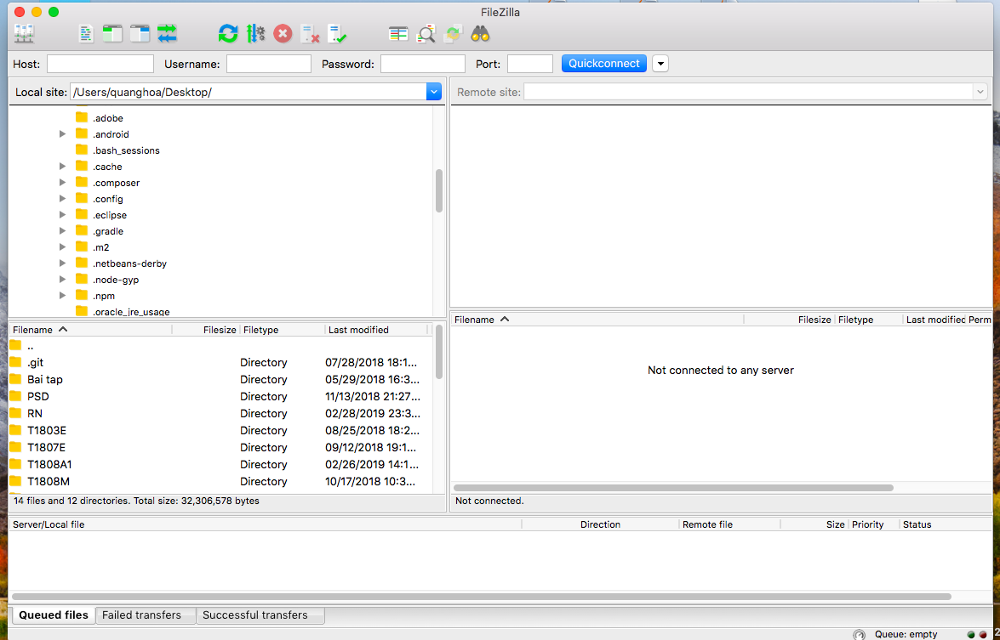 FileZilla
Host: Username: Password: Port: Quickconnect
Local site: /Users/quanghoa/Desktop/
.adobe
.android
.bash_sessions
.cache
.composer
.config
.eclipse
.gradle
.m2
.netbeans-derby
.node-gyp
.npm
.oracle_jre_usage
Filename Filesize Filetype Last modified
..
.git Directory 07/28/2018 18:1...
Bai tap Directory 05/29/2018 16:3...
PSD Directory 11/13/2018 21:27...
RN Directory 02/28/2019 23:3...
T1803E Directory 08/25/2018 18:2...
T1807E Directory 09/12/2018 19:1...
T1808A1 Directory 02/26/2019 14:1...
T1808M Directory 10/17/2018 10:3...
14 files and 12 directories. Total size: 32,306,578 bytes
Remote site:
Filename Filesize Filetype Last modified Perm
Not connected to any server
Not connected.
Server/Local file Direction Remote file Size Priority Status
Queued files Failed transfers Successful transfers
Queue: empty